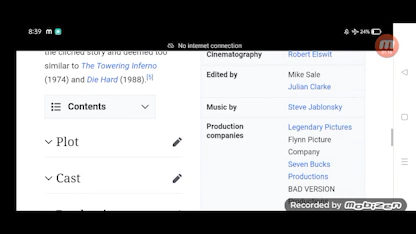 8:39
24%
No internet connection
the cliched story and deemed too
similar to The Towering Inferno
(1974) and Die Hard (1988).[5]
Contents
Plot
Cast
Cinematography Robert Elswit
Edited by Mike Sale
Julian Clarke
Music by Steve Jablonsky
Production companies Legendary Pictures
Flynn Picture
Company
Seven Bucks
Productions
BAD VERSION
Recorded by mobizen